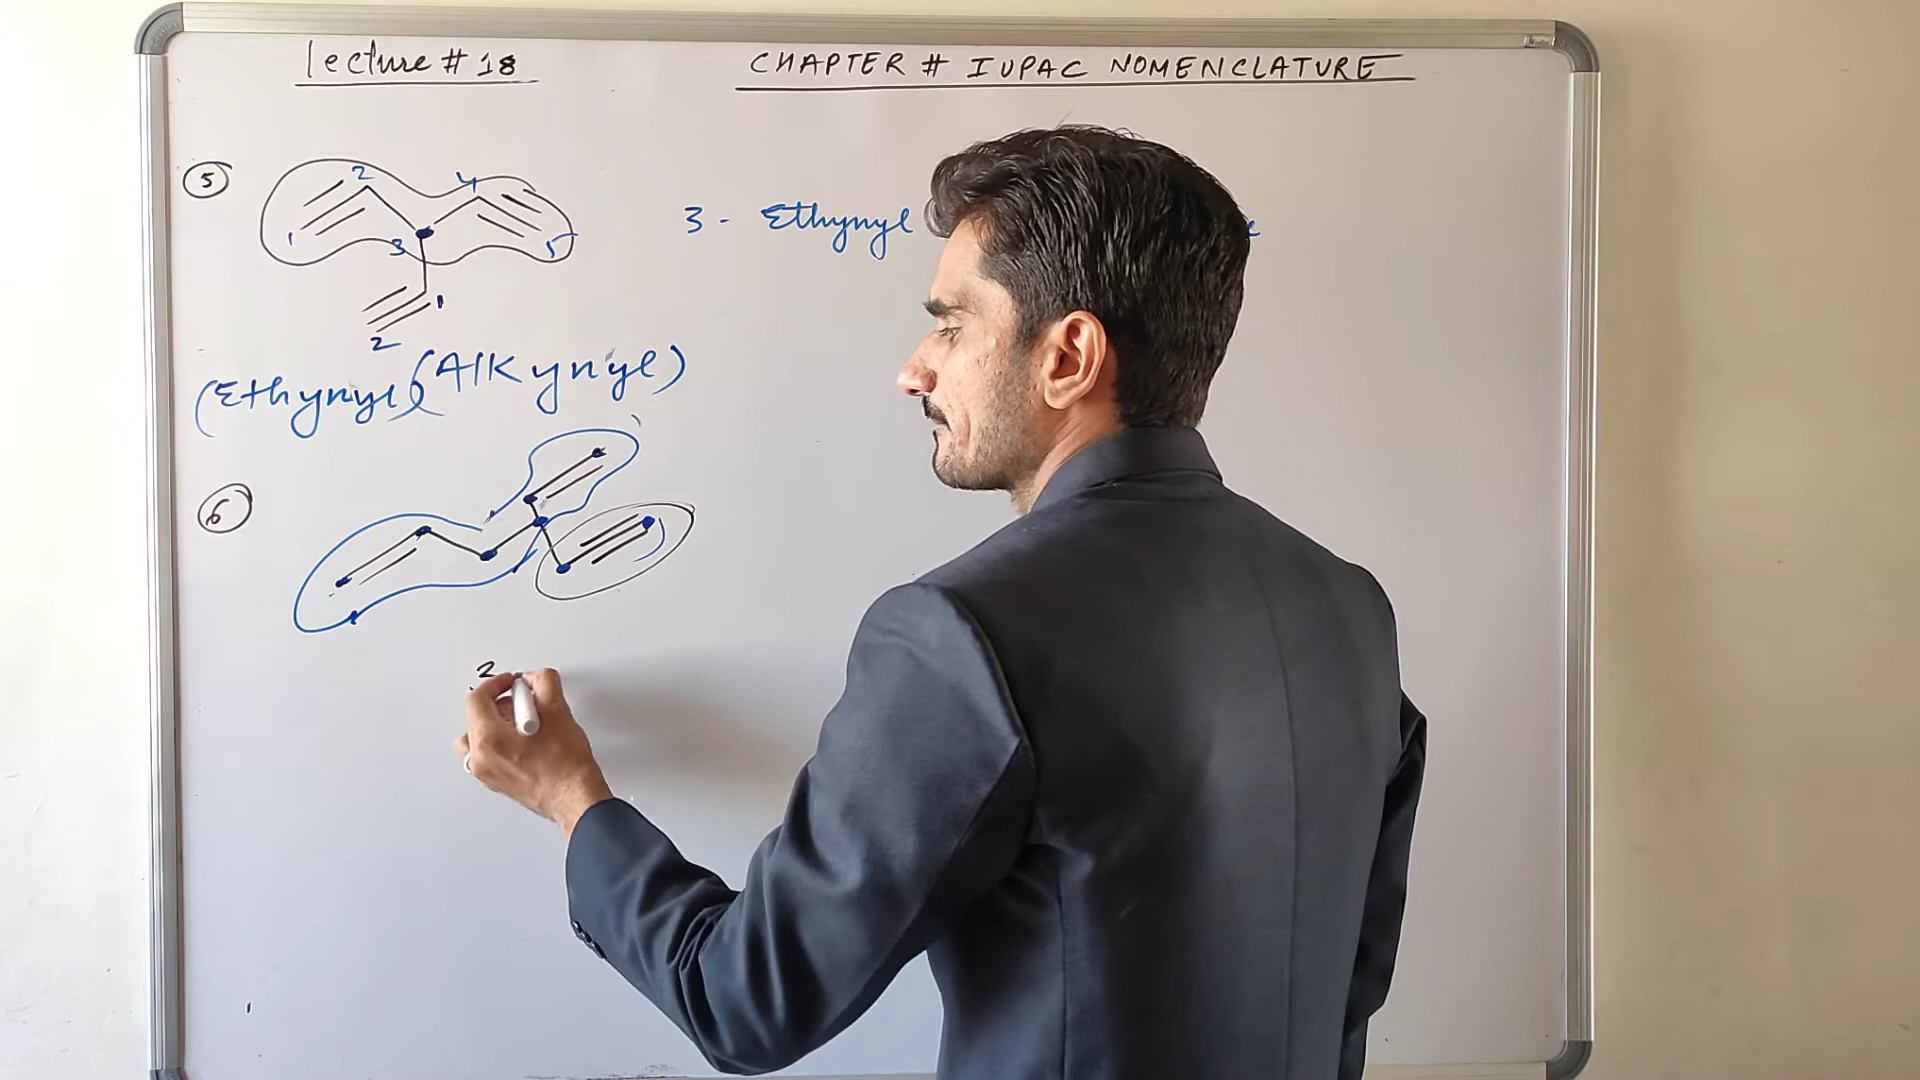 Lecture # 18
CHAPTER # IUPAC NOMENCLATURE
5
2
4
1
3
5
1
2
3 - Ethynyl
(Ethynyl) (Alkynyl)
6
2